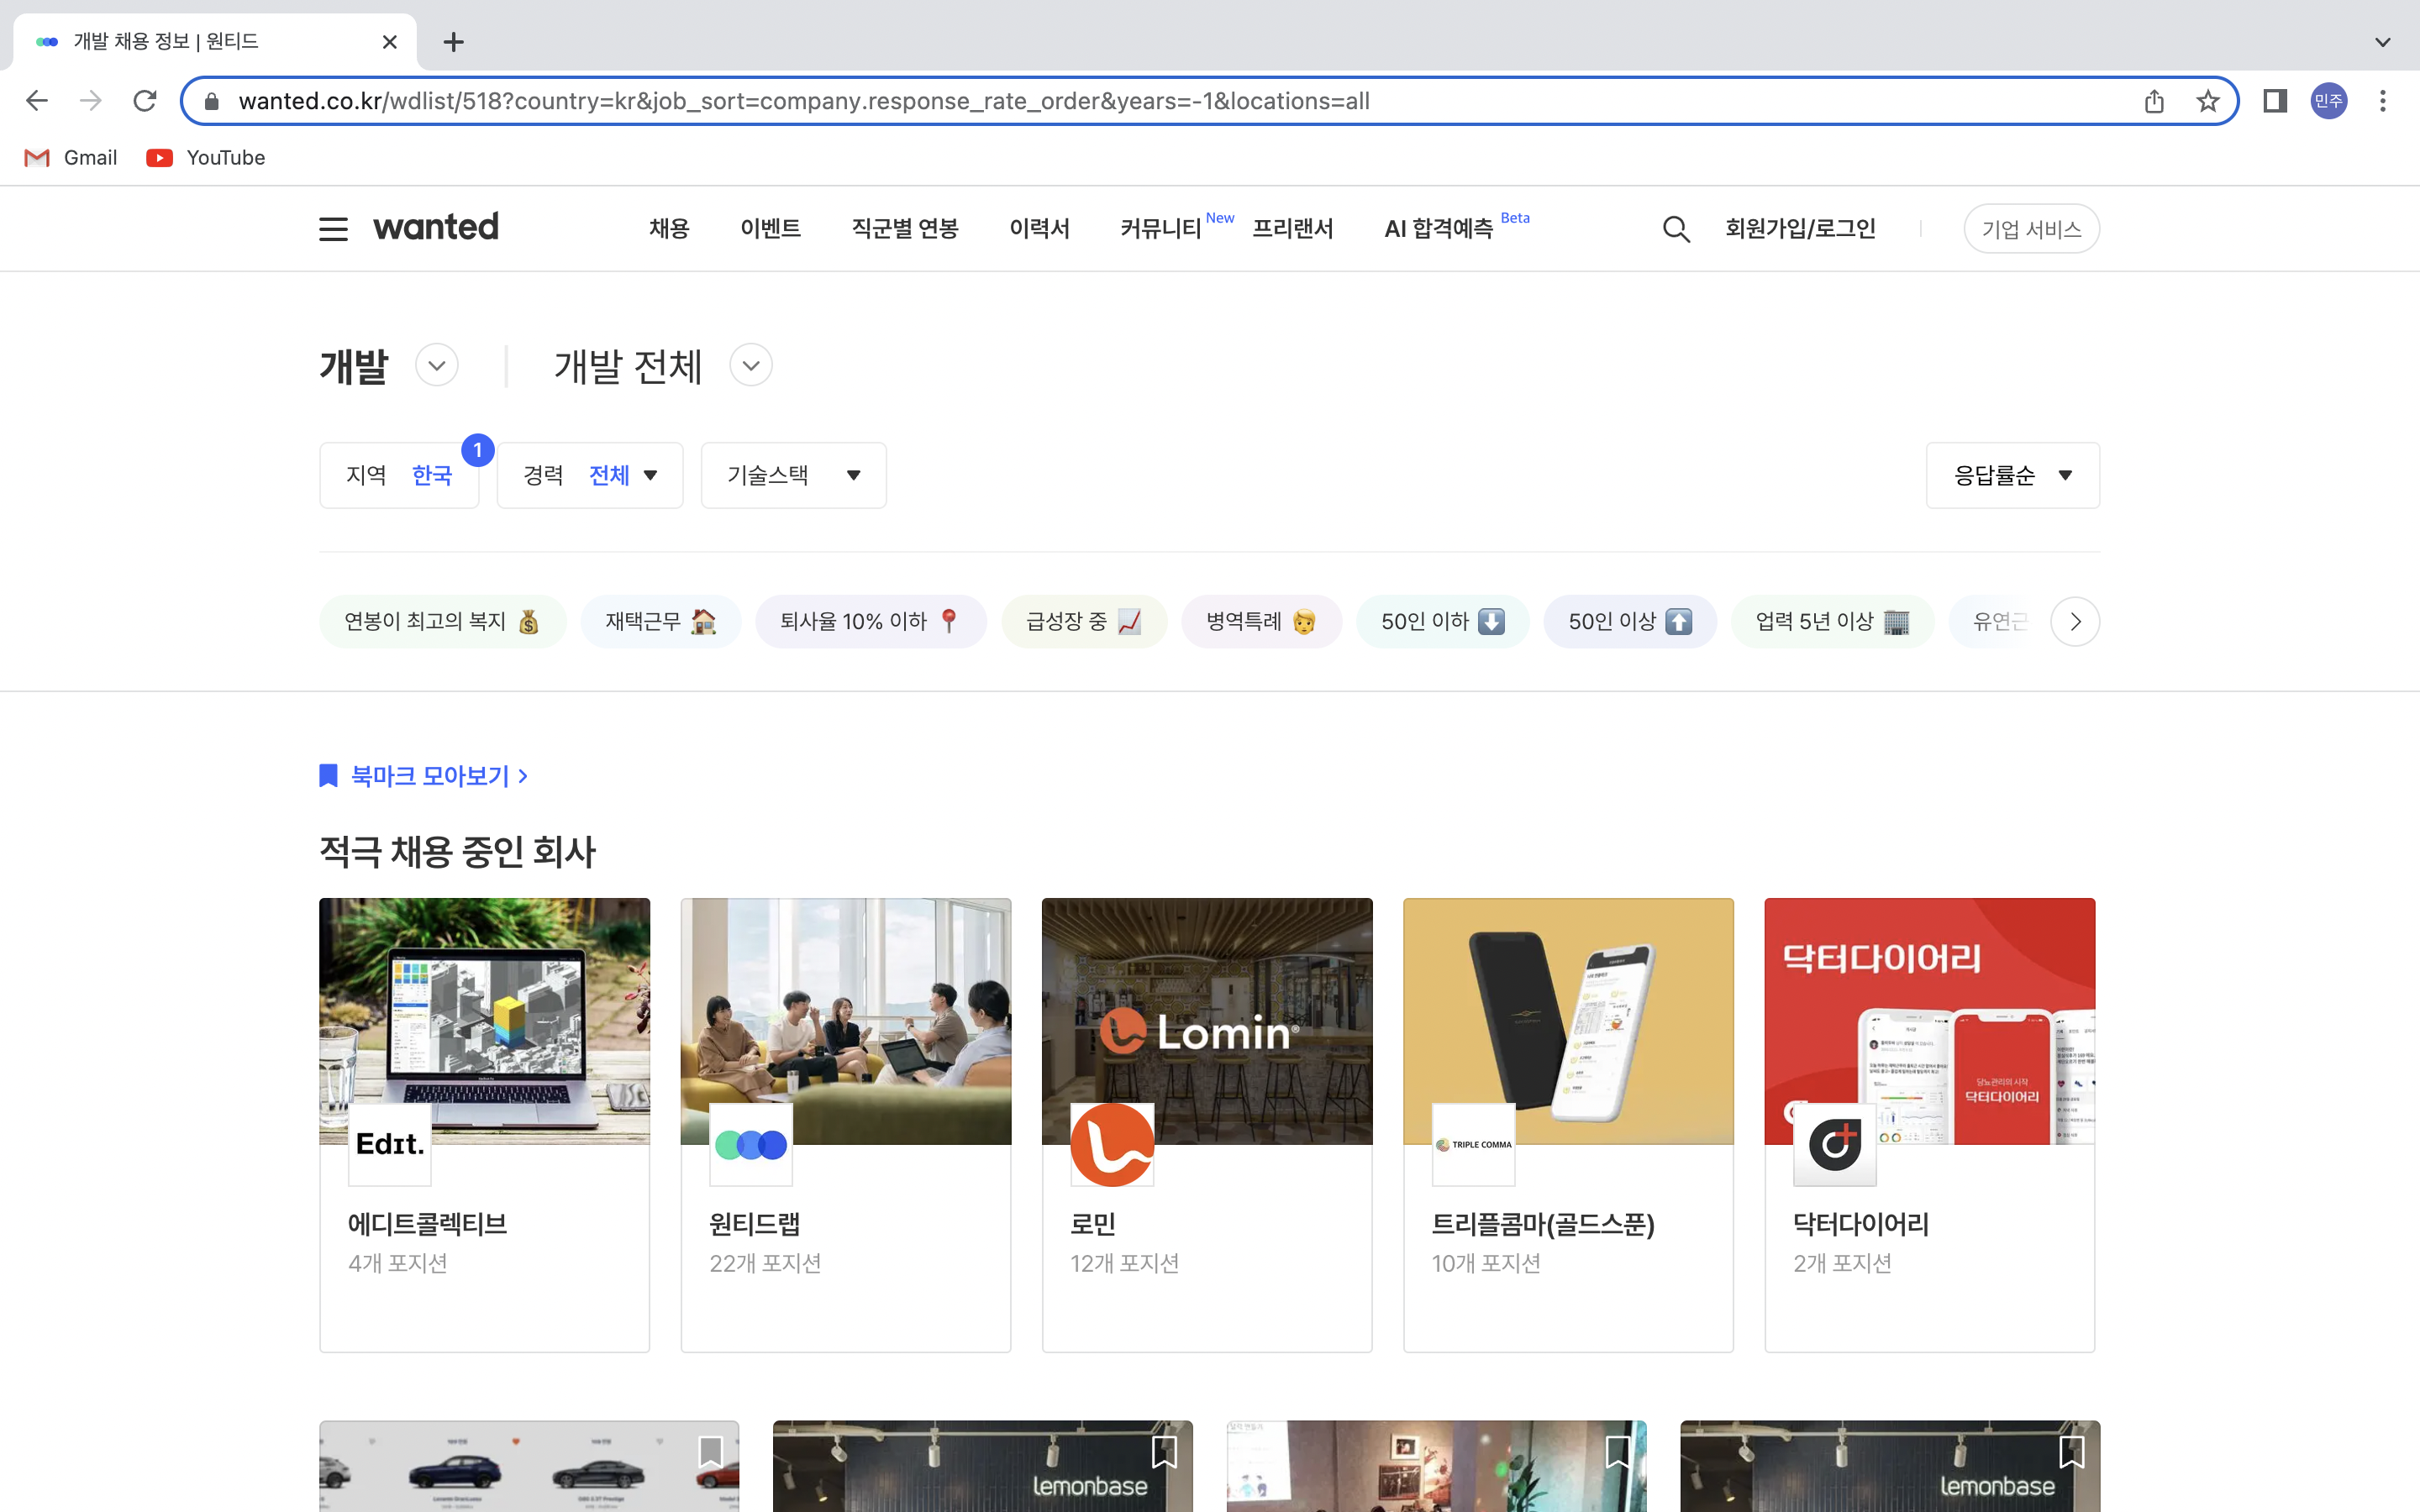 개발 채용 정보 | 원티드
wanted.co.kr/wdlist/518?country=kr&job_sort=company.response_rate_order&years=-1&locations=all
민주
Gmail
YouTube
wanted
채용
이벤트
직군별 연봉
이력서
커뮤니티 New
프리랜서
AI 합격예측 Beta
회원가입/로그인
기업 서비스
개발
개발 전체
지역 한국 1
경력 전체
기술스택
응답률순
연봉이 최고의 복지
재택근무
퇴사율 10% 이하
급성장 중
병역특례
50인 이하
50인 이상
업력 5년 이상
유연근
북마크 모아보기
적극 채용 중인 회사
Lomin
닥터다이어리
당뇨관리의 시작
닥터다이어리
Edit.
TRIPLE COMMA
에디트콜렉티브
4개 포지션
원티드랩
22개 포지션
로민
12개 포지션
트리플콤마(골드스푼)
10개 포지션
닥터다이어리
2개 포지션
lemonbase
lemonbase